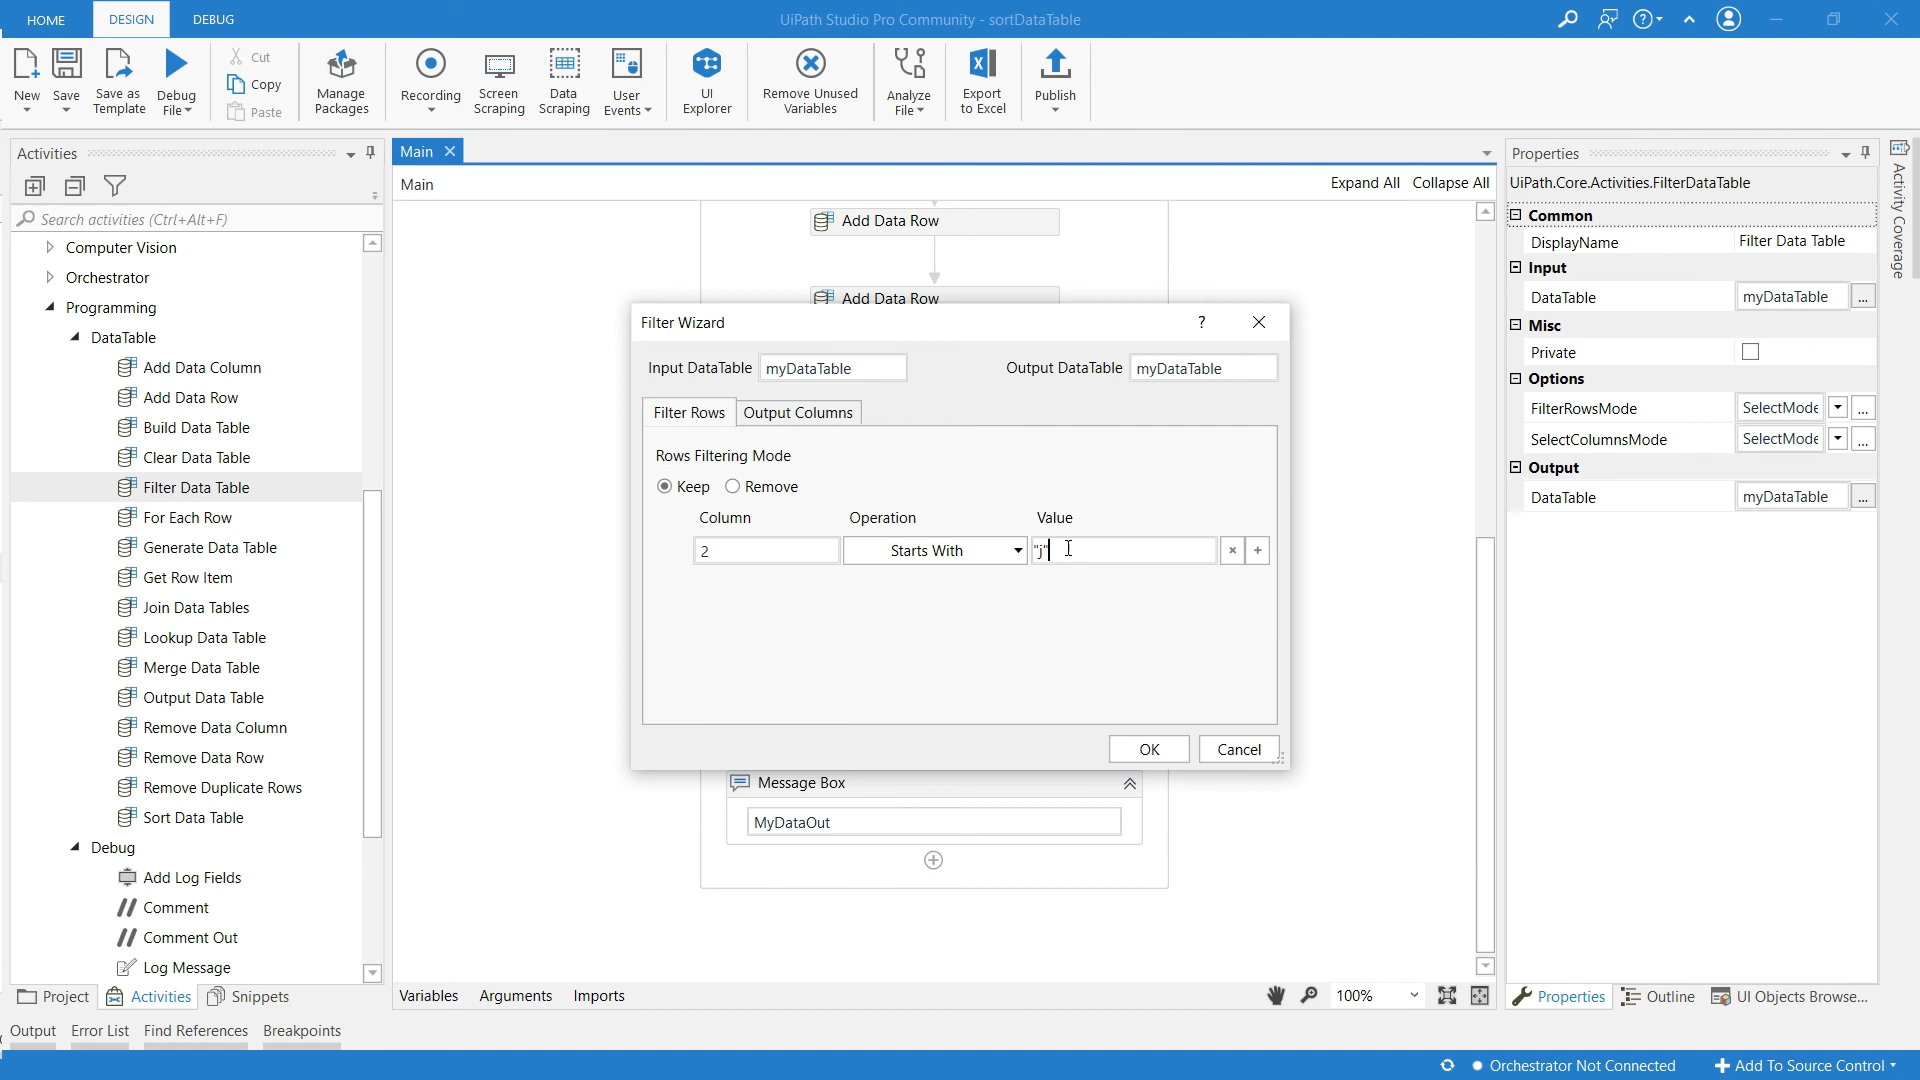 HOME
DESIGN
DEBUG
UiPath Studio Pro Community - sortDataTable
New
Save
Save as Template
Debug File
Cut
Copy
Paste
Manage Packages
Recording
Screen Scraping
Data Scraping
User Events
UI Explorer
Remove Unused Variables
Analyze File
Export to Excel
Publish
Activities
Search activities (Ctrl+Alt+F)
Computer Vision
Orchestrator
Programming
DataTable
Add Data Column
Add Data Row
Build Data Table
Clear Data Table
Filter Data Table
For Each Row
Generate Data Table
Get Row Item
Join Data Tables
Lookup Data Table
Merge Data Table
Output Data Table
Remove Data Column
Remove Data Row
Remove Duplicate Rows
Sort Data Table
Debug
Add Log Fields
Comment
Comment Out
Log Message
Project
Activities
Snippets
Main
Main
Expand All
Collapse All
Add Data Row
Add Data Row
Filter Wizard
?
Input DataTable
myDataTable
Output DataTable
myDataTable
Filter Rows
Output Columns
Rows Filtering Mode
Keep
Remove
Column
Operation
Value
2
Starts With
"j"
OK
Cancel
Message Box
MyDataOut
Variables
Arguments
Imports
100%
Properties
UiPath.Core.Activities.FilterDataTable
Common
DisplayName
Filter Data Table
Input
DataTable
myDataTable
...
Misc
Private
Options
FilterRowsMode
SelectMode
...
SelectColumnsMode
SelectMode
...
Output
DataTable
myDataTable
...
Activity Coverage
Properties
Outline
UI Objects Browse...
Output
Error List
Find References
Breakpoints
Orchestrator Not Connected
Add To Source Control